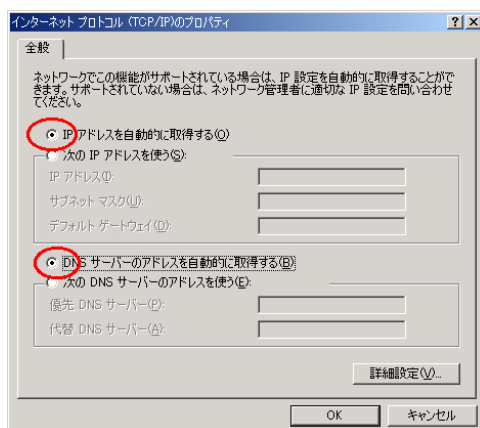 インターネット プロトコル (TCP/IP)のプロパティ
全般
ネットワークでこの機能がサポートされている場合は、IP 設定を自動的に取得することがで
きます。サポートされていない場合は、ネットワーク管理者に適切な IP 設定を問い合わせ
てください。
IP アドレスを自動的に取得する(O)
次の IP アドレスを使う(S):
IP アドレス(I):
サブネット マスク(U):
デフォルト ゲートウェイ(D):
DNS サーバーのアドレスを自動的に取得する(B)
次の DNS サーバーのアドレスを使う(E):
優先 DNS サーバー(P):
代替 DNS サーバー(A):
詳細設定(V)...
OK
キャンセル